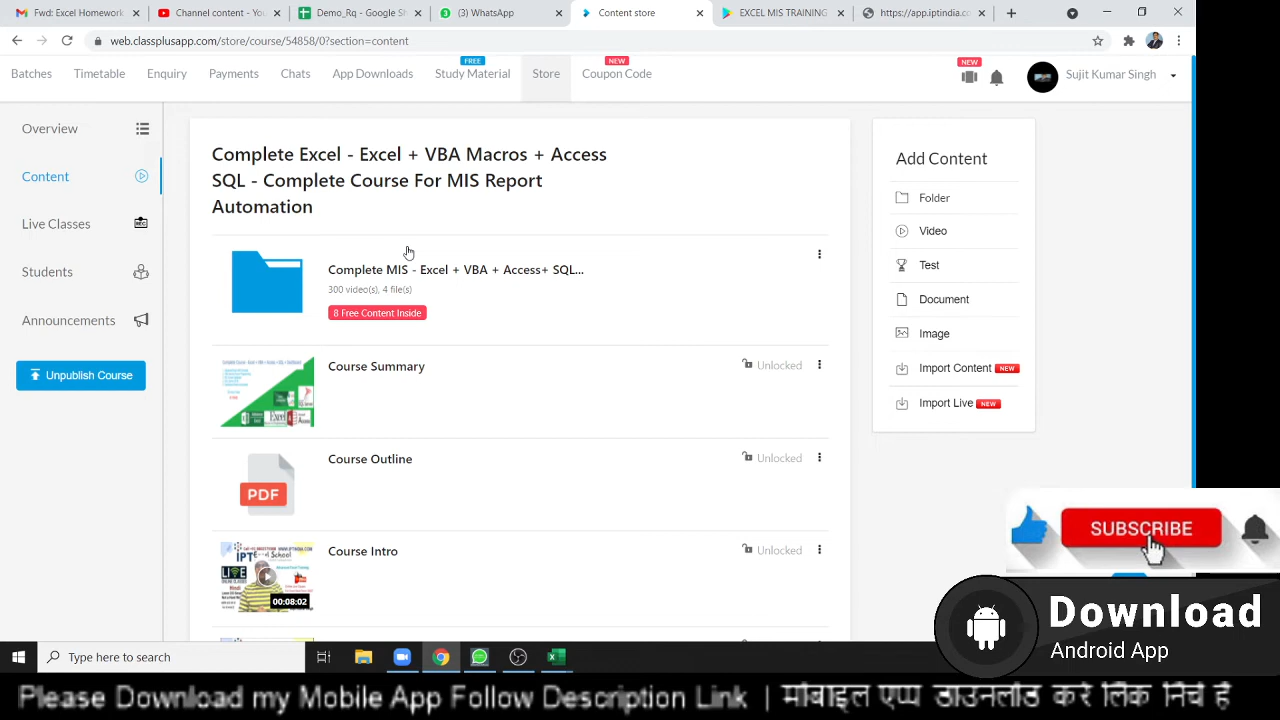 Fwd: Excel Homework
Channel content - You
Demo_Rq - Google Sh
(3) WhatsApp
Content store
EXCEL MIS TRAINING
https://app.iptindia.co
web.classplusapp.com/store/course/54858/0?section=content
Batches
Timetable
Enquiry
Payments
Chats
App Downloads
FREE
Study Material
Store
NEW
Coupon Code
NEW
Sujit Kumar Singh
Overview
Content
Live Classes
REC
Students
Announcements
Unpublish Course
Complete Excel - Excel + VBA Macros + Access
SQL - Complete Course For MIS Report
Automation
Complete MIS - Excel + VBA + Access+ SQL...
300 video(s), 4 file(s)
8 Free Content Inside
Course Summary
Unlocked
PDF
Course Outline
Unlocked
LIVE
00:08:02
Course Intro
Unlocked
Add Content
Folder
Video
Test
Document
Image
Import Content NEW
Import Live NEW
SUBSCRIBE
Download
Android App
Type here to search
Please Download my Mobile App Follow Description Link | मोबाइल एप्प डाउनलोड करे लिंक निचे है